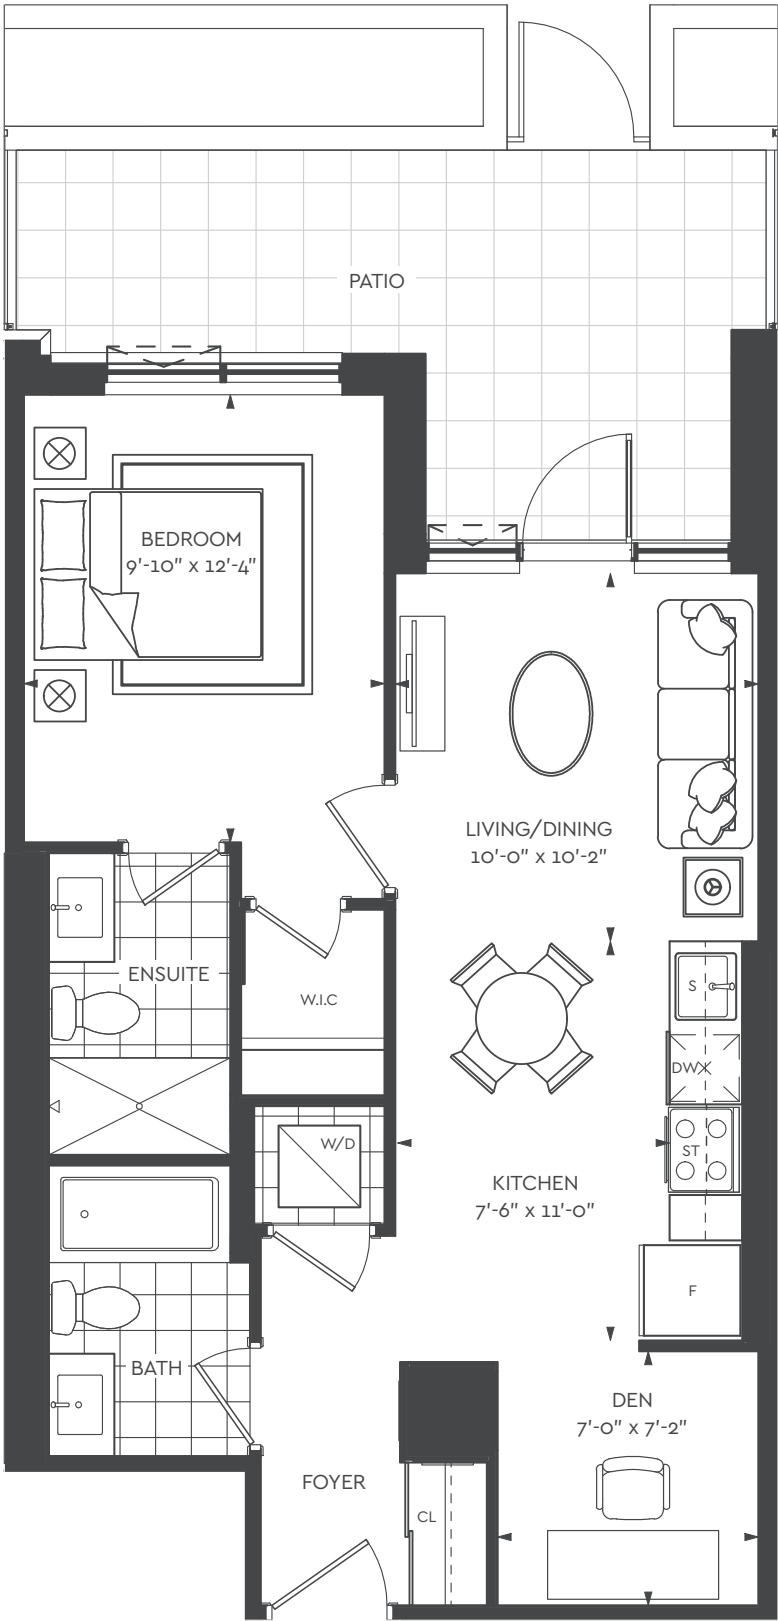 PATIO
BEDROOM
9'-10" x 12'-4"
LIVING/DINING
10'-0" x 10'-2"
ENSUITE
W.I.C
S
DW
W/D
ST
KITCHEN
7'-6" x 11'-0"
F
BATH
DEN
7'-0" x 7'-2"
FOYER
CL